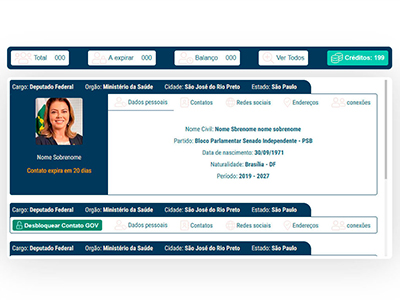 Total 000 A expirar 000 Balanço 000 Ver Todos Créditos: 199
Cargo: Deputado Federal Orgão: Ministério da Saúde Cidade: São José do Rio Preto Estado: São Paulo
Dados pessoais Contatos Redes sociais Endereços conexões
Nome Civil: Nome Sbrenome nome sobrenome
Partido: Bloco Parlamentar Senado Independente - PSB
Data de nascimento: 30/09/1971
Naturalidade: Brasília - DF
Período: 2019 - 2027
Nome Sobrenome
Contato expira em 20 dias
Cargo: Deputado Federal Orgão: Ministério da Saúde Cidade: São José do Rio Preto Estado: São Paulo
Desbloquear Contato GOV Dados pessoais Contatos Redes sociais Endereços conexões
Cargo: Deputado Federal Orgão: Ministério da Saúde Cidade: São José do Rio Preto Estado: São Paulo